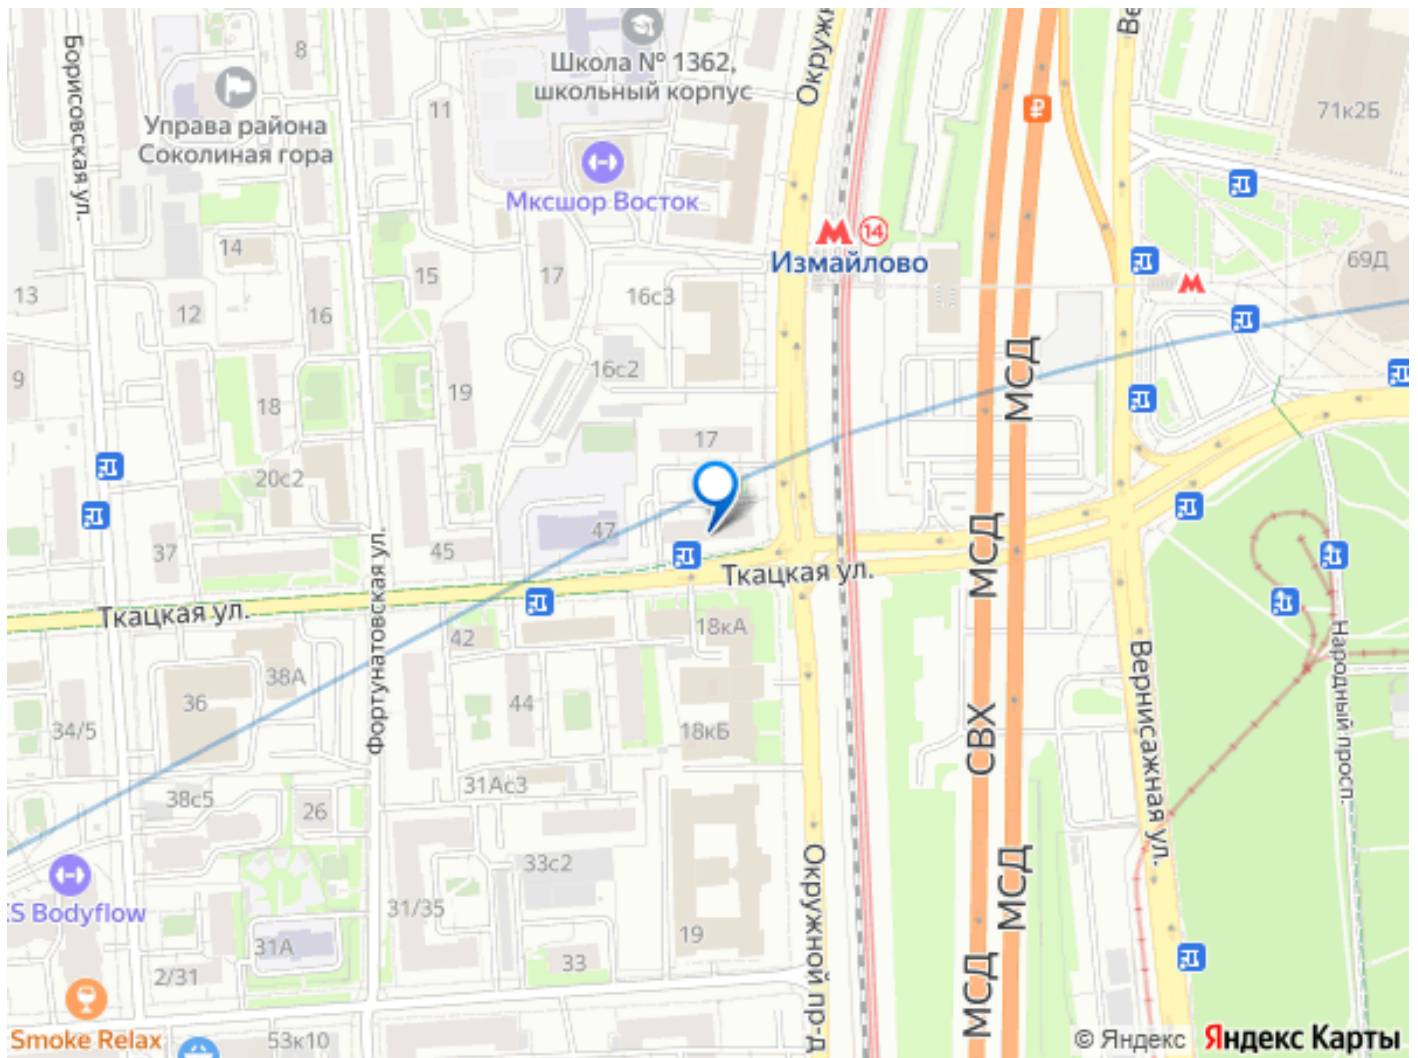 Борисовская ул.
8
Школа № 1362,
школьный корпус
Окружн
Ве
71к2Б
11
Управа района
Соколиная гора
Мксшор Восток
14
Измайлово
69Д
14
15
17
16с3
13
12
16
16с2
МСД
9
18
19
17
20с2
47
37
45
Фортунатовская ул.
МСД
МСД
Ткацкая ул.
Ткацкая ул.
42
18кА
38А
36
44
34/5
18кБ
СВХ
Вернисажная ул.
Народный просп.
31Ас3
38с5
26
33с2
МСД
KS Bodyflow
31/35
19
Окружной пр-д
31А
33
2/31
МСД
Smoke Relax
53к10
© Яндекс Яндекс Карты